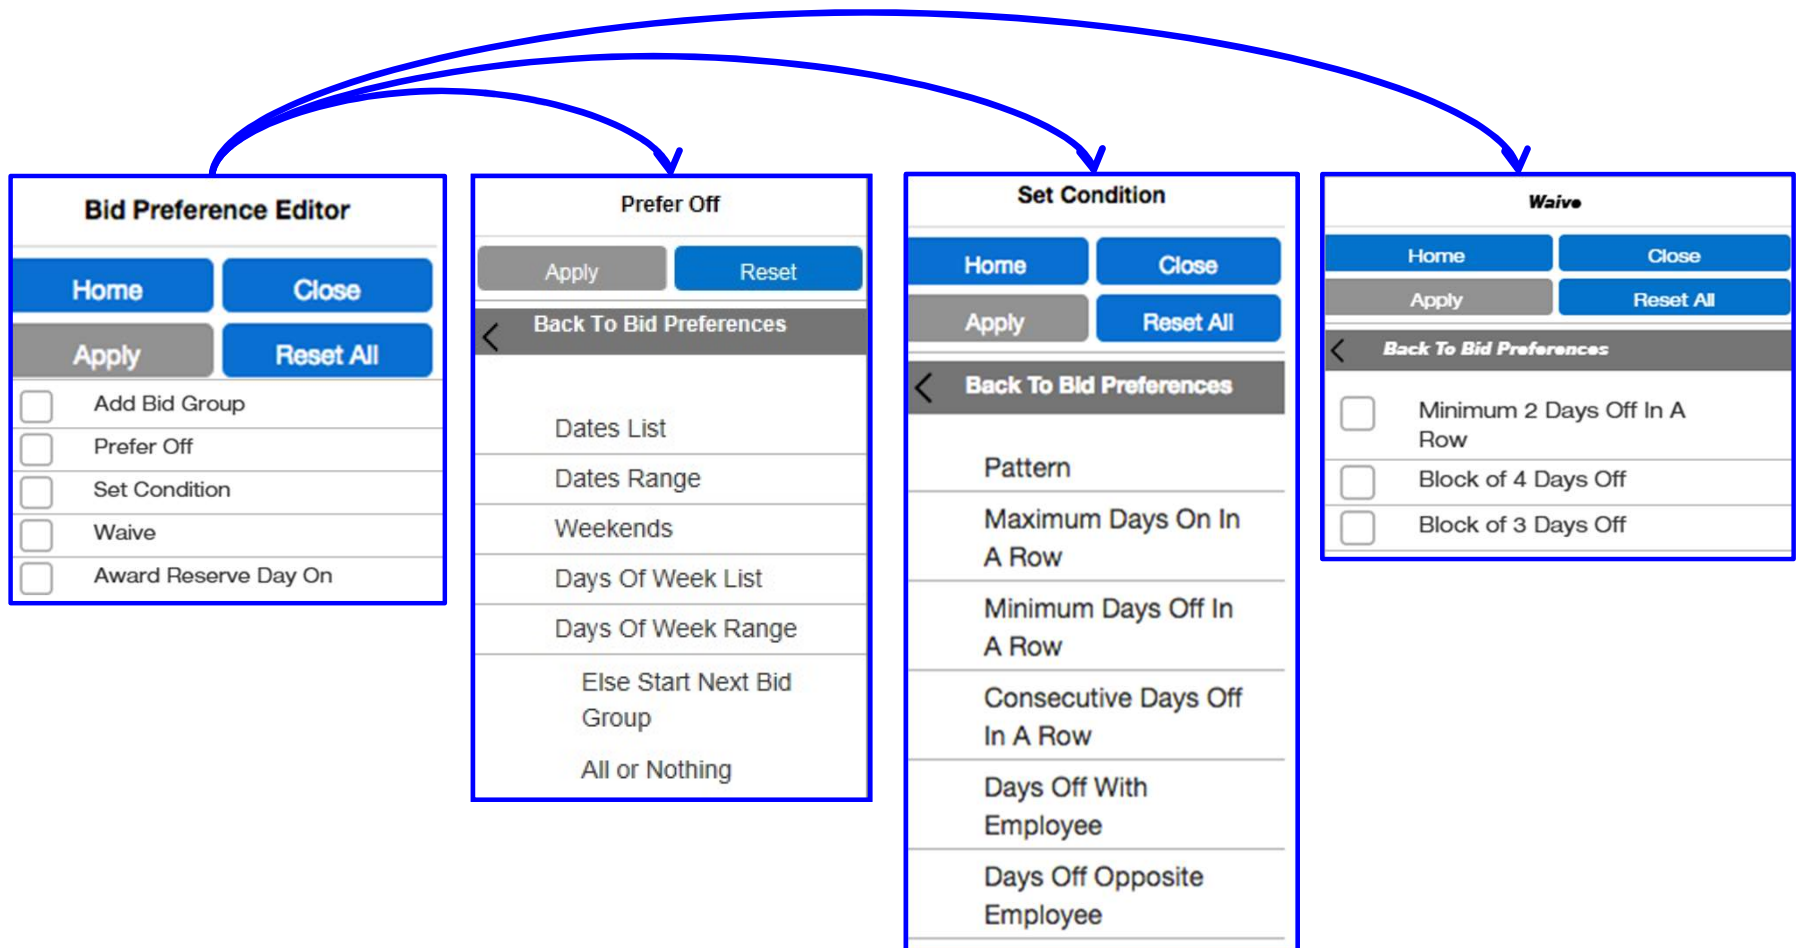 Bid Preference Editor
Home Close
Apply Reset All
Add Bid Group
Prefer Off
Set Condition
Waive
Award Reserve Day On
Prefer Off
Apply Reset
Back To Bid Preferences
Dates List
Dates Range
Weekends
Days Of Week List
Days Of Week Range
Else Start Next Bid
Group
All or Nothing
Set Condition
Home Close
Apply Reset All
Back To Bid Preferences
Pattern
Maximum Days On In
A Row
Minimum Days Off In
A Row
Consecutive Days Off
In A Row
Days Off With
Employee
Days Off Opposite
Employee
Waive
Home Close
Apply Reset All
Back To Bid Preferences
Minimum 2 Days Off In A
Row
Block of 4 Days Off
Block of 3 Days Off